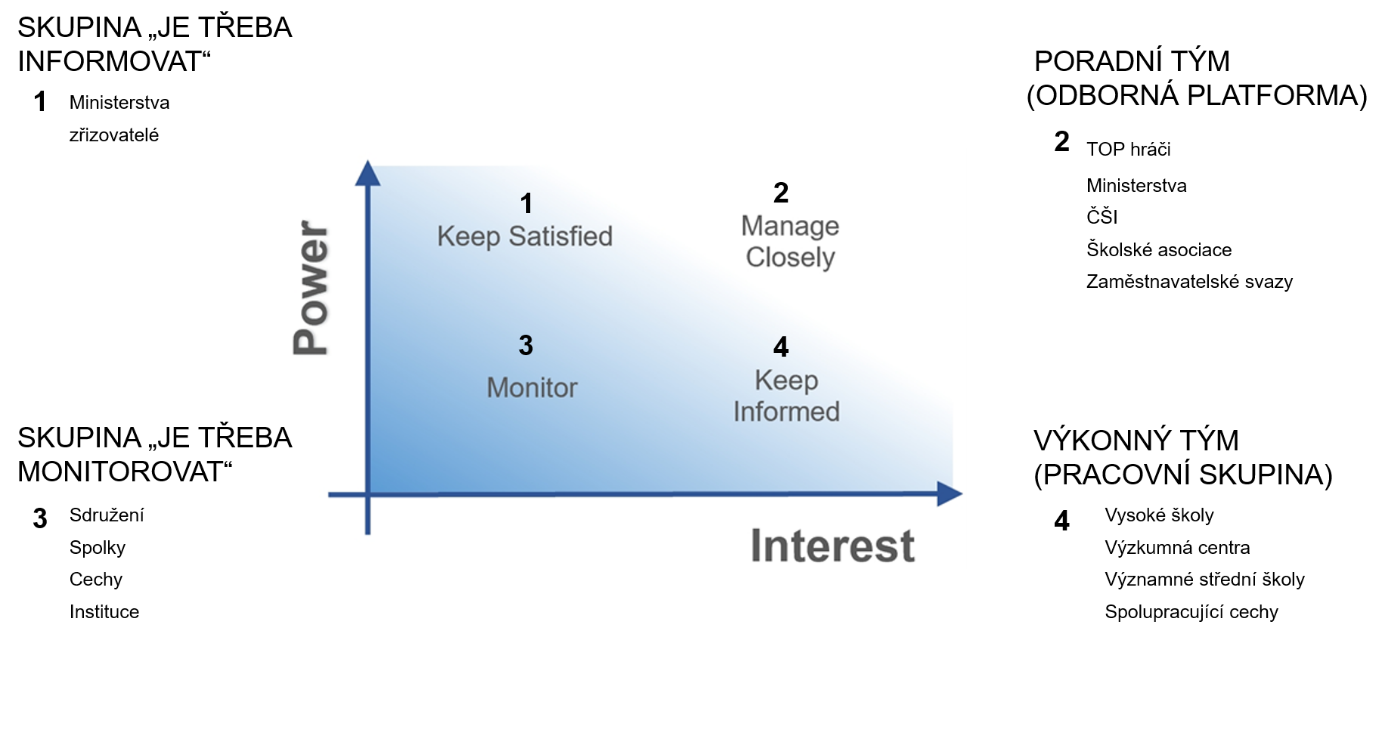 SKUPINA „JE TŘEBA
INFORMOVAT“
1 Ministerstva
zřizovatelé
PORADNÍ TÝM
(ODBORNÁ PLATFORMA)
2 TOP hráči
Ministerstva
ČŠI
Školské asociace
Zaměstnavatelské svazy
Power
1
Keep Satisfied
2
Manage
Closely
3
Monitor
4
Keep
Informed
Interest
SKUPINA „JE TŘEBA
MONITOROVAT“
3 Sdružení
Spolky
Cechy
Instituce
VÝKONNÝ TÝM
(PRACOVNÍ SKUPINA)
4 Vysoké školy
Výzkumná centra
Významné střední školy
Spolupracující cechy